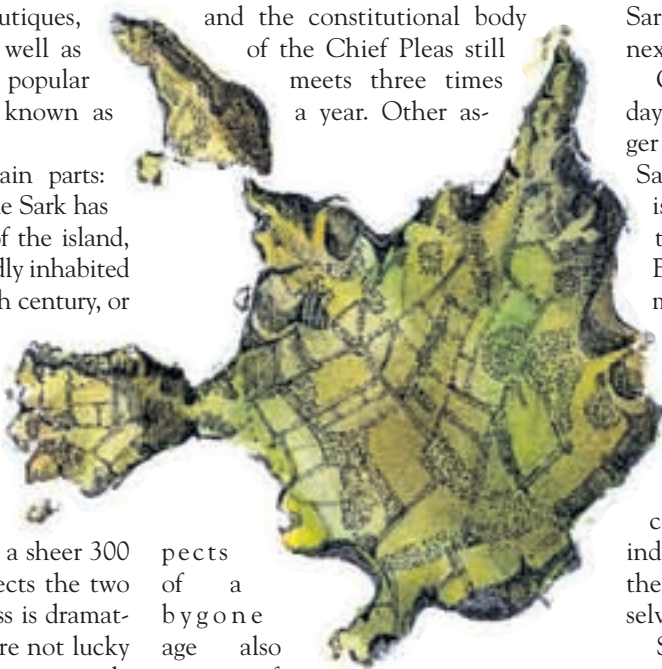 utiques,
well as
popular
known as
ain parts:
e Sark has
f the island,
dly inhabited
h century, or
a sheer 300
ects the two
ss is dramat-
re not lucky
and the constitutional body
of the Chief Pleas still
meets three times
a year. Other as-
pects
of a
bygone
age also
Sar
nex
day
ger
Sa
is
t
c
ind
the
selv
S